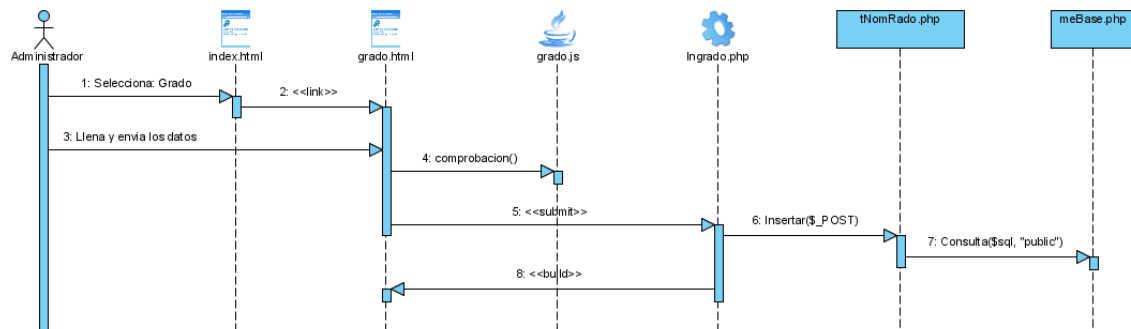 tNomRado.php
meBase.php
Administrador
index.html
grado.html
grado.js
Ingrado.php
1: Selecciona: Grado
2: <<link>>
3: Llena y envia los datos
4: comprobacion()
5: <<submit>>
6: Insertar($_POST)
7: Consulta($sql, "public")
8: <<build>>